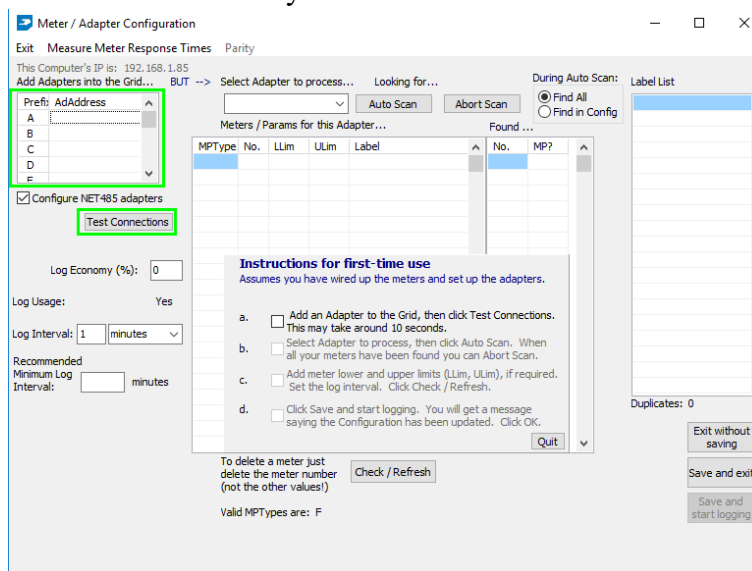 Meter / Adapter Configuration
Exit Measure Meter Response Times Parity
This Computer's IP is: 192.168.1.85
Add Adapters into the Grid... BUT --> Select Adapter to process... Looking for... During Auto Scan: Label List
Prefix AdAddress
Auto Scan Abort Scan Find All
Find in Config
A
B
C
D
Meters / Params for this Adapter... Found ...
MPType No. LLim ULim Label No. MP?
Configure NET485 adapters
Test Connections
Log Economy (%): 0
Log Usage: Yes
Log Interval: 1 minutes
Recommended
Minimum Log
Interval: minutes
Instructions for first-time use
Assumes you have wired up the meters and set up the adapters.
a. Add an Adapter to the Grid, then click Test Connections.
This may take around 10 seconds.
b. Select Adapter to process, then click Auto Scan. When
all your meters have been found you can Abort Scan.
c. Add meter lower and upper limits (LLim, ULim), if required.
Set the log interval. Click Check / Refresh.
d. Click Save and start logging. You will get a message
saying the Configuration has been updated. Click OK.
Quit
Duplicates: 0
Exit without
saving
Save and exit
Save and
start logging
To delete a meter just
delete the meter number
(not the other values!)
Check / Refresh
Valid MPTypes are: F